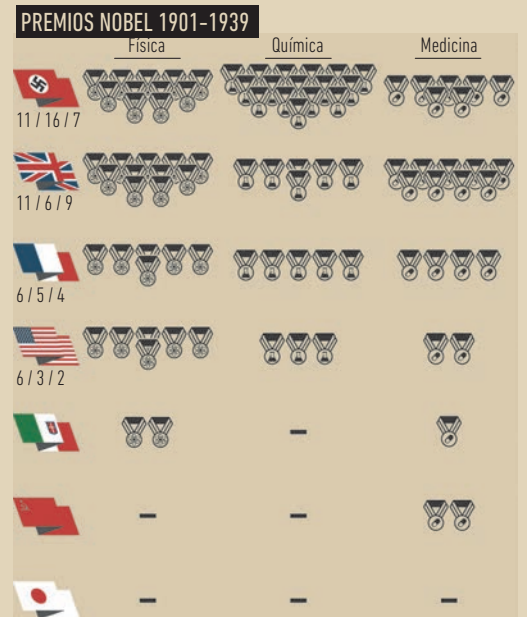 PREMIOS NOBEL 1901-1939
Física Química Medicina
11 / 16 / 7
11 / 6 / 9
6 / 5 / 4
6 / 3 / 2